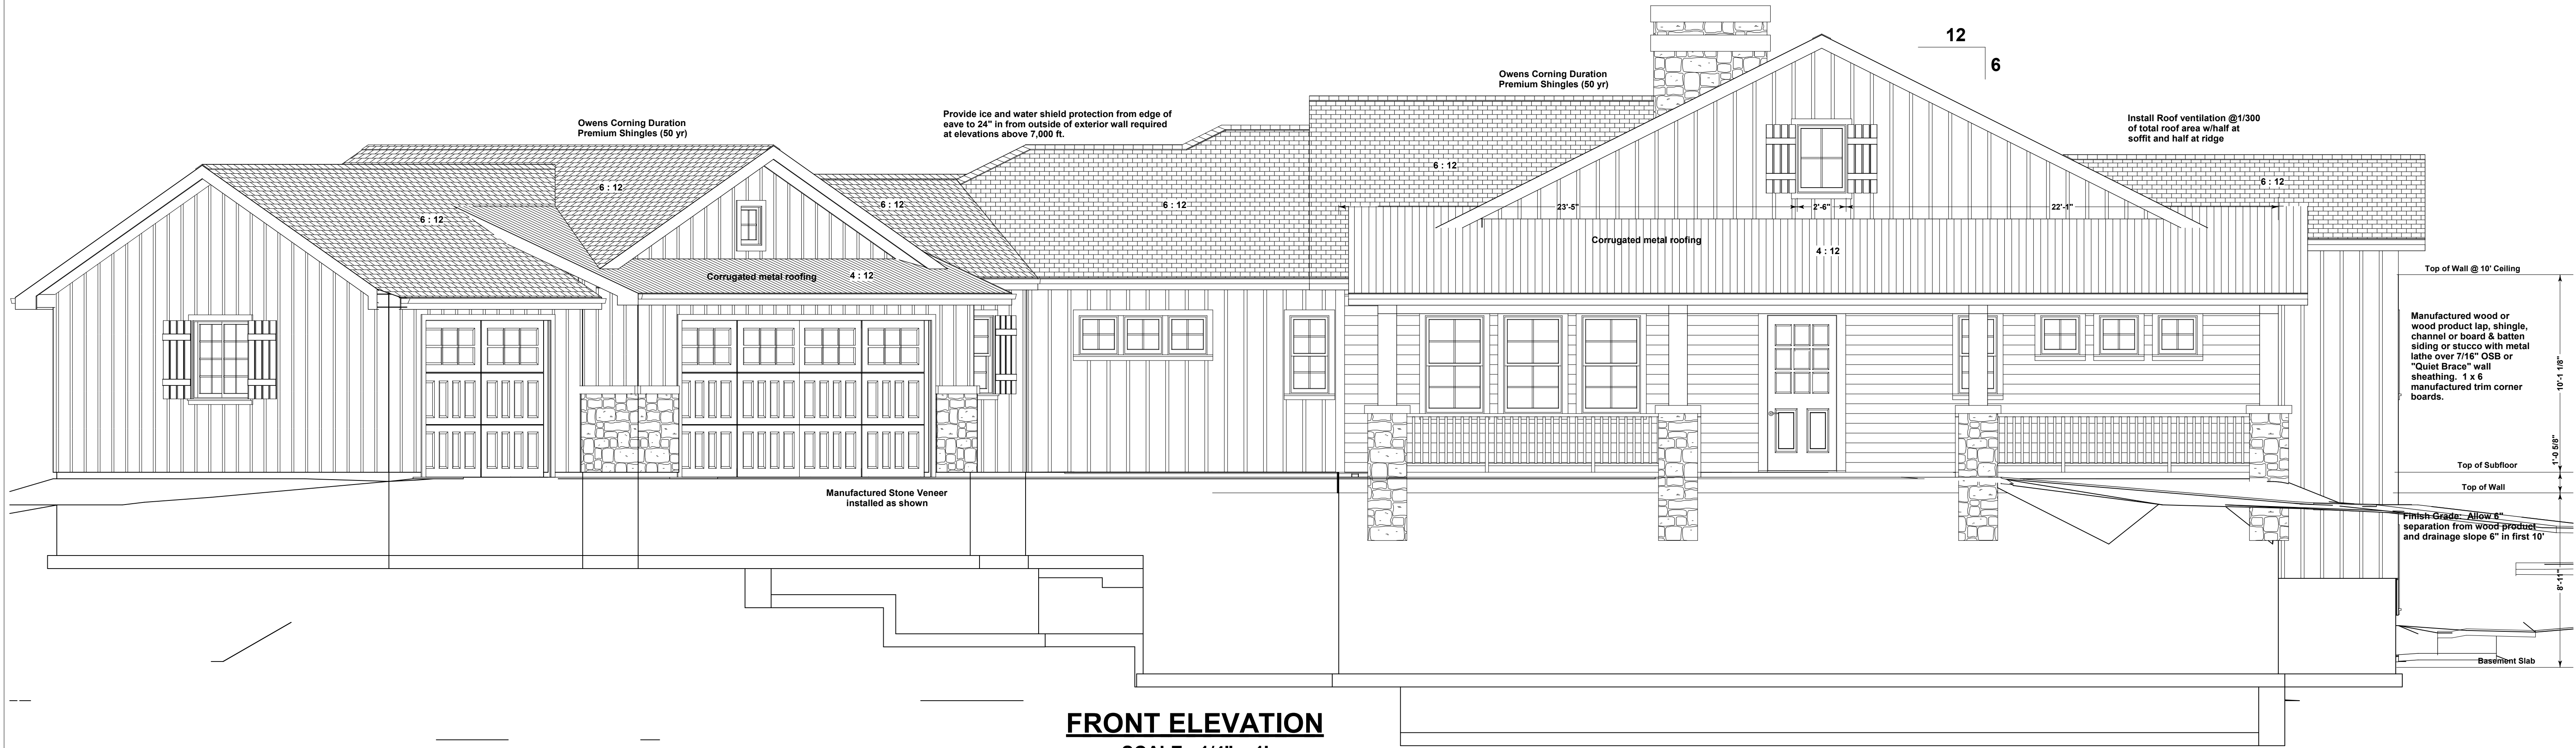 12
6
Owens Corning Duration
Premium Shingles (50 yr)
Provide ice and water shield protection from edge of
eave to 24" in from outside of exterior wall required
at elevations above 7,000 ft.
Owens Corning Duration
Premium Shingles (50 yr)
Install Roof ventilation @1/300
of total roof area w/half at
soffit and half at ridge
6 : 12
6 : 12
6 : 12
6 : 12
6 : 12
6 : 12
23'-5"
2'-6"
22'-1"
Corrugated metal roofing
4 : 12
Corrugated metal roofing
4 : 12
Top of Wall @ 10' Ceiling
Manufactured wood or
wood product lap, shingle,
channel or board & batten
siding or stucco with metal
lathe over 7/16" OSB or
"Quiet Brace" wall
sheathing. 1 x 6
manufactured trim corner
boards.
10'-1 1/8"
1'-0 5/8"
Top of Subfloor
Top of Wall
Manufactured Stone Veneer
installed as shown
Finish Grade: Allow 6"
separation from wood product
and drainage slope 6" in first 10'
8'-11"
Basement Slab
FRONT ELEVATION